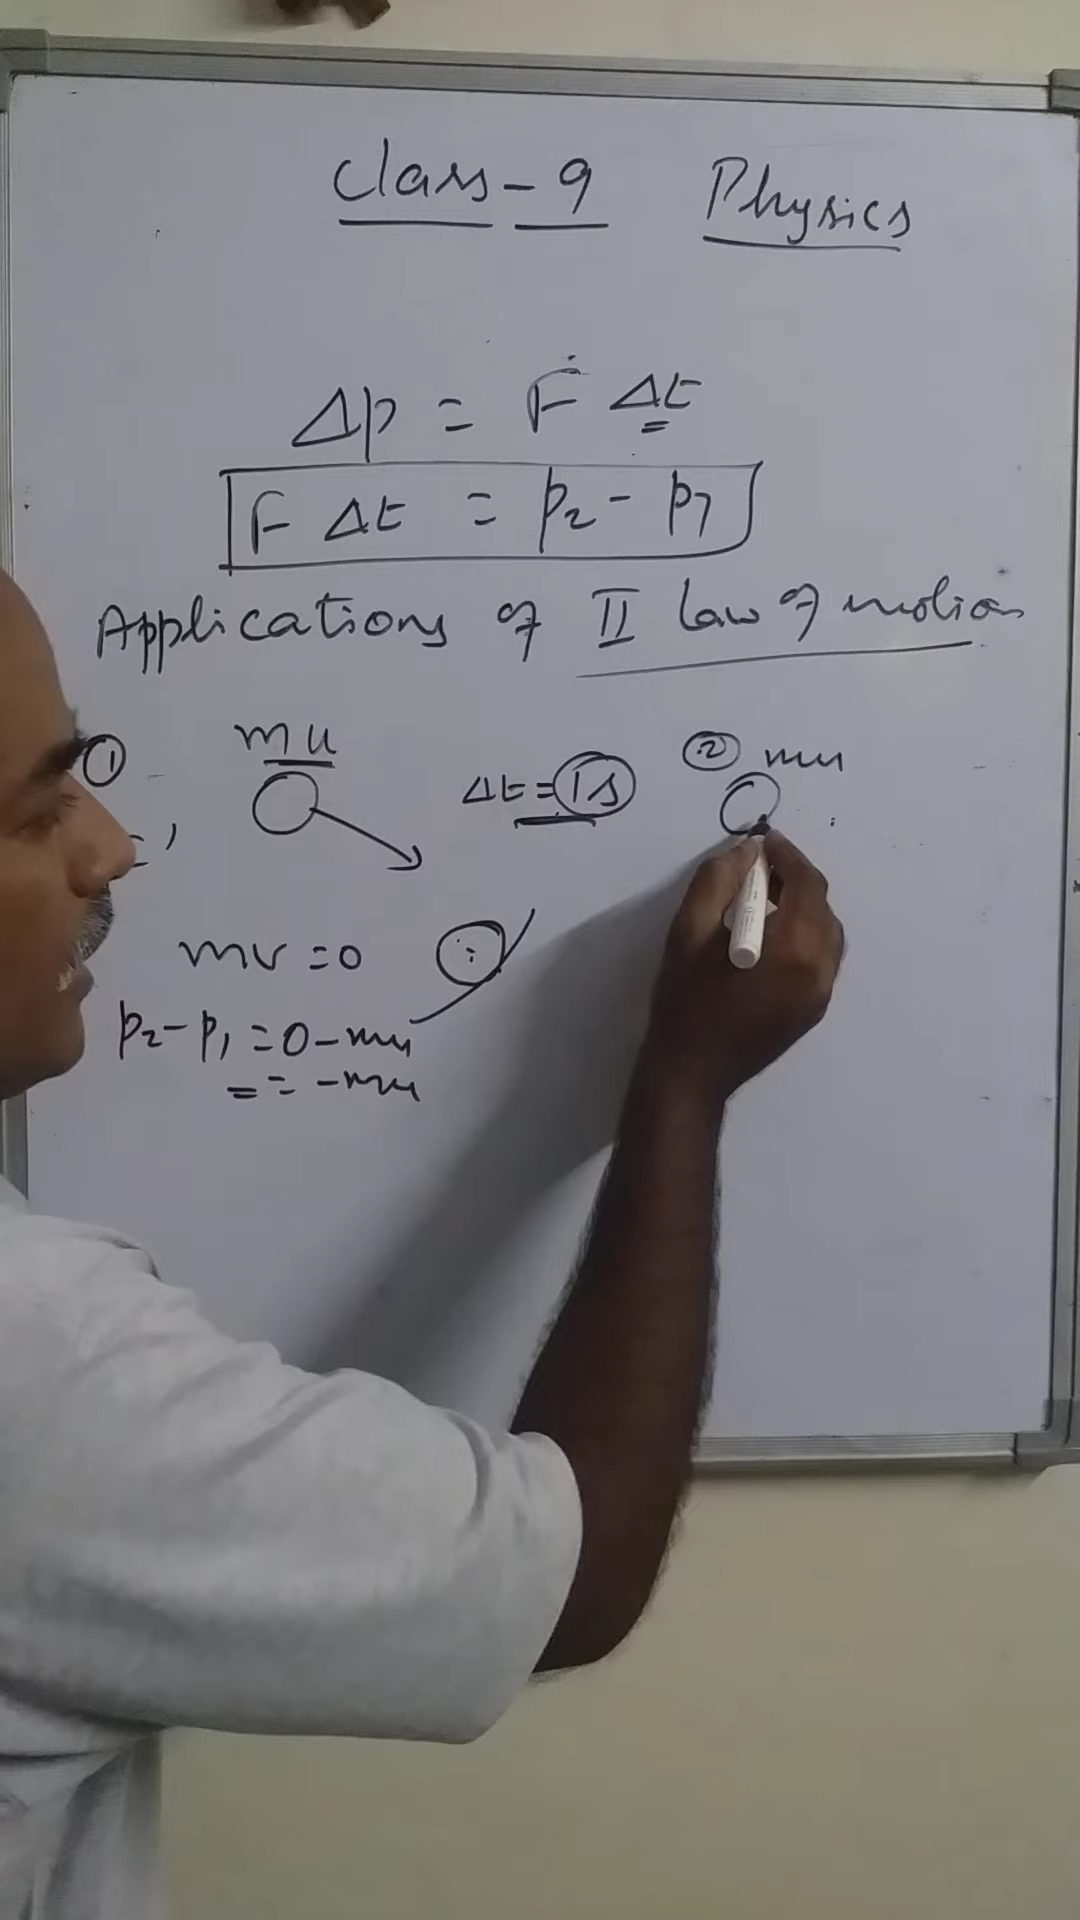 Class - 9 Physics
Δp = F Δt
F Δt = p₂ - p₁
Applications of II law of motion
① mu
Δt = 1s
② mu
mv = 0
p₂ - p₁ = 0 - mu
= = - mu